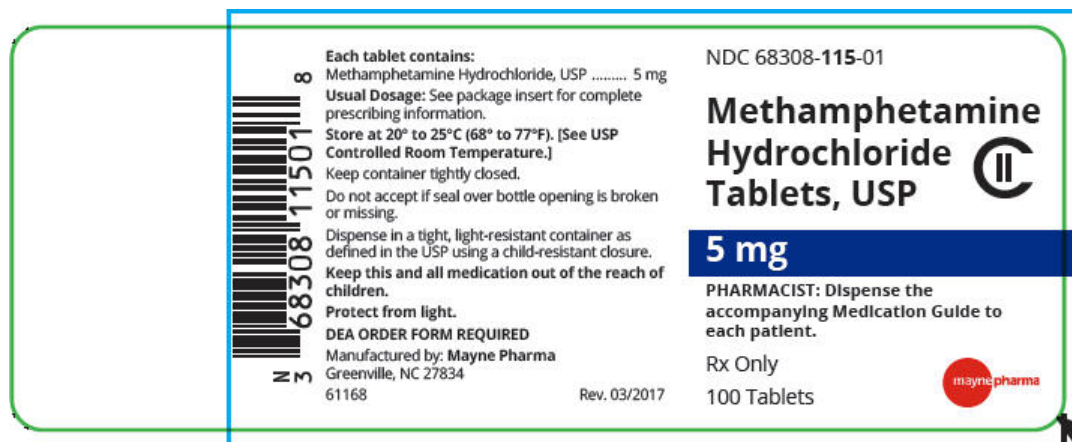 Each tablet contains:
Methamphetamine Hydrochloride, USP ......... 5 mg
Usual Dosage: See package insert for complete
prescribing information.
Store at 20° to 25°C (68° to 77°F). [See USP
Controlled Room Temperature.]
Keep container tightly closed.
Do not accept if seal over bottle opening is broken
or missing.
Dispense in a tight, light-resistant container as
defined in the USP using a child-resistant closure.
Keep this and all medication out of the reach of
children.
Protect from light.
DEA ORDER FORM REQUIRED
Manufactured by: Mayne Pharma
Greenville, NC 27834
61168 Rev. 03/2017
N
3 68308 11501 8
NDC 68308-115-01
Methamphetamine
Hydrochloride
Tablets, USP
CII
5 mg
PHARMACIST: Dispense the
accompanying Medication Guide to
each patient.
Rx Only
100 Tablets
maynepharma